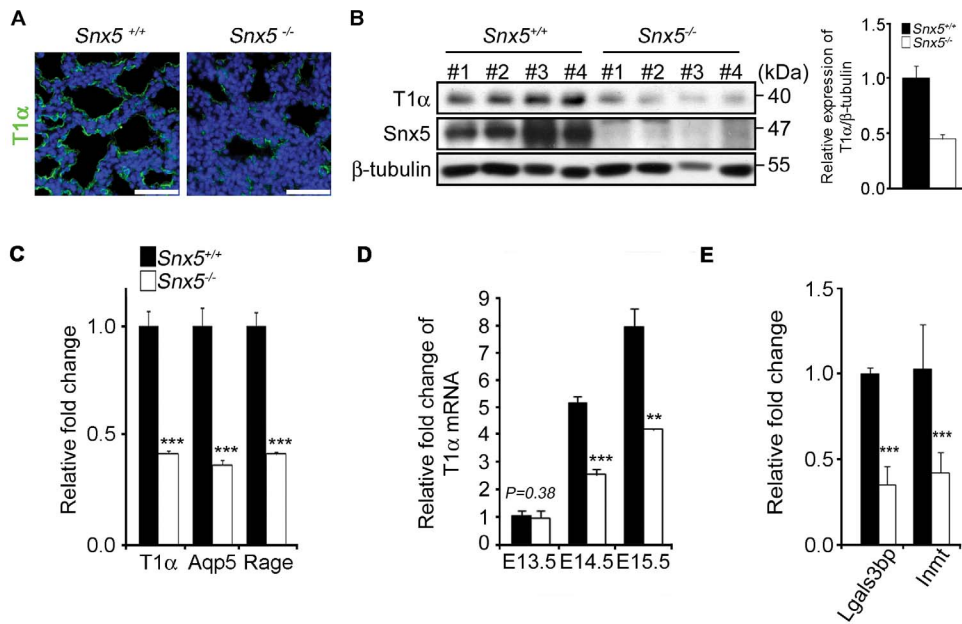 A
Snx5 +/+ Snx5 -/-
T1α
B
Snx5+/+ Snx5-/-
#1 #2 #3 #4 #1 #2 #3 #4 (kDa)
T1α 40
Snx5 47
β-tubulin 55
Relative expression of
T1α/β-tubulin
Snx5+/+
Snx5-/-
1.5
1.0
0.5
0.0
C
Snx5+/+
Snx5-/-
Relative fold change
1.0
0.5
0.0
*** *** ***
T1α Aqp5 Rage
D
Relative fold change of
T1α mRNA
9
8
7
6
5
4
3
2
1
0
P=0.38
***
**
E13.5 E14.5 E15.5
E
Relative fold change
1.5
1.0
0.5
0.0
*** ***
Lgals3bp
Inmt